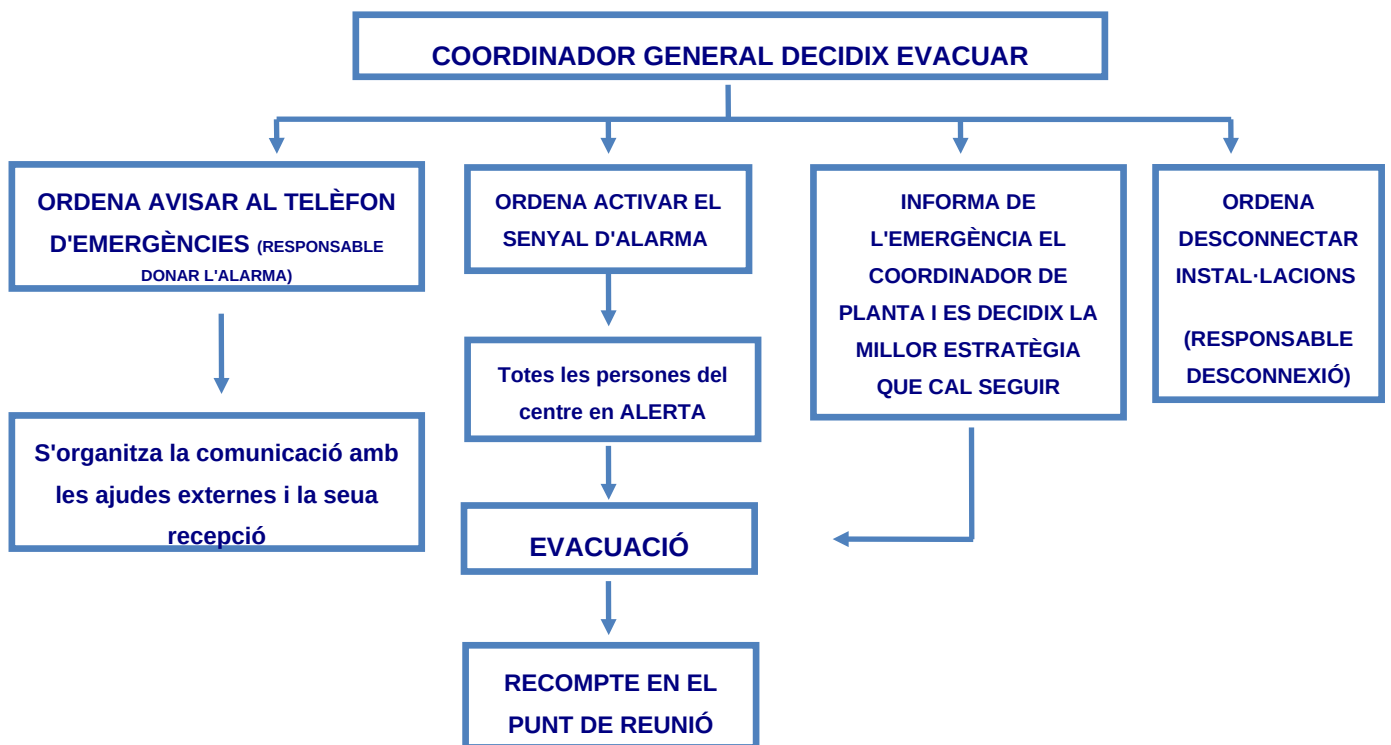 COORDINADOR GENERAL DECIDIX EVACUAR
ORDENA AVISAR AL TELÈFON
D'EMERGÈNCIES (RESPONSABLE
DONAR L'ALARMA)
ORDENA ACTIVAR EL
SENYAL D'ALARMA
INFORMA DE
L'EMERGÈNCIA EL
COORDINADOR DE
PLANTA I ES DECIDIX LA
MILLOR ESTRATÈGIA
QUE CAL SEGUIR
ORDENA
DESCONNECTAR
INSTAL·LACIONS
(RESPONSABLE
DESCONNEXIÓ)
Totes les persones del
centre en ALERTA
S'organitza la comunicació amb
les ajudes externes i la seua
recepció
EVACUACIÓ
RECOMPTE EN EL
PUNT DE REUNIÓ